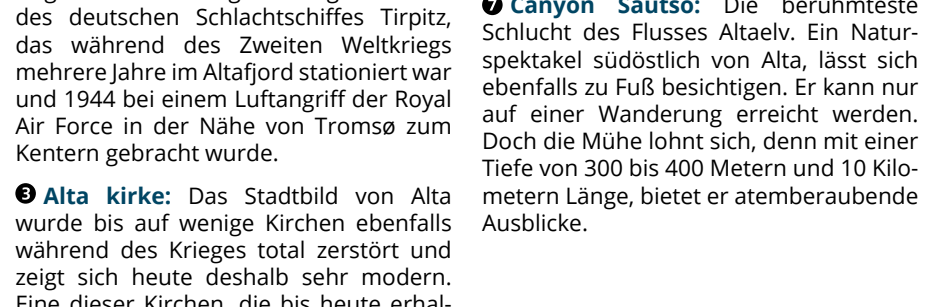 des deutschen Schlachtschiffes Tirpitz,
das während des Zweiten Weltkriegs
mehrere Jahre im Altafjord stationiert war
und 1944 bei einem Luftangriff der Royal
Air Force in der Nähe von Tromsø zum
Kentern gebracht wurde.
❸ Alta kirke: Das Stadtbild von Alta
wurde bis auf wenige Kirchen ebenfalls
während des Krieges total zerstört und
zeigt sich heute deshalb sehr modern.
Eine dieser Kirchen, die bis heute erhal-
❼ Canyon Sautso: Die berühmteste
Schlucht des Flusses Altaelv. Ein Natur-
spektakel südöstlich von Alta, lässt sich
ebenfalls zu Fuß besichtigen. Er kann nur
auf einer Wanderung erreicht werden.
Doch die Mühe lohnt sich, denn mit einer
Tiefe von 300 bis 400 Metern und 10 Kilo-
metern Länge, bietet er atemberaubende
Ausblicke.